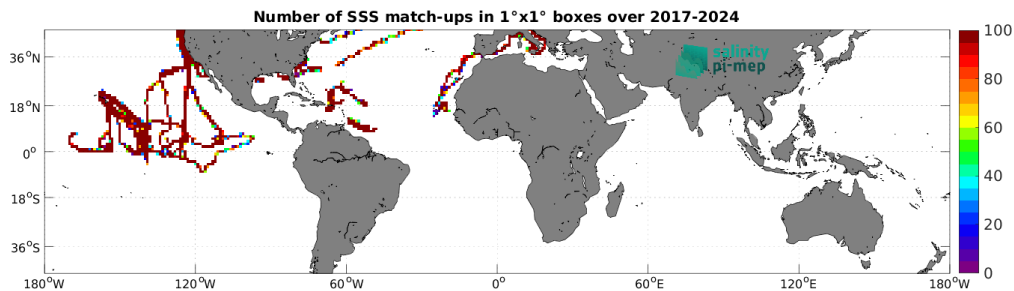 Number of SSS match-ups in 1°x1° boxes over 2017-2024
36°N
18°N
0°
18°S
36°S
180°W
120°W
60°W
0°
60°E
120°E
180°W
salinity
pi-mep
100
80
60
40
20
0